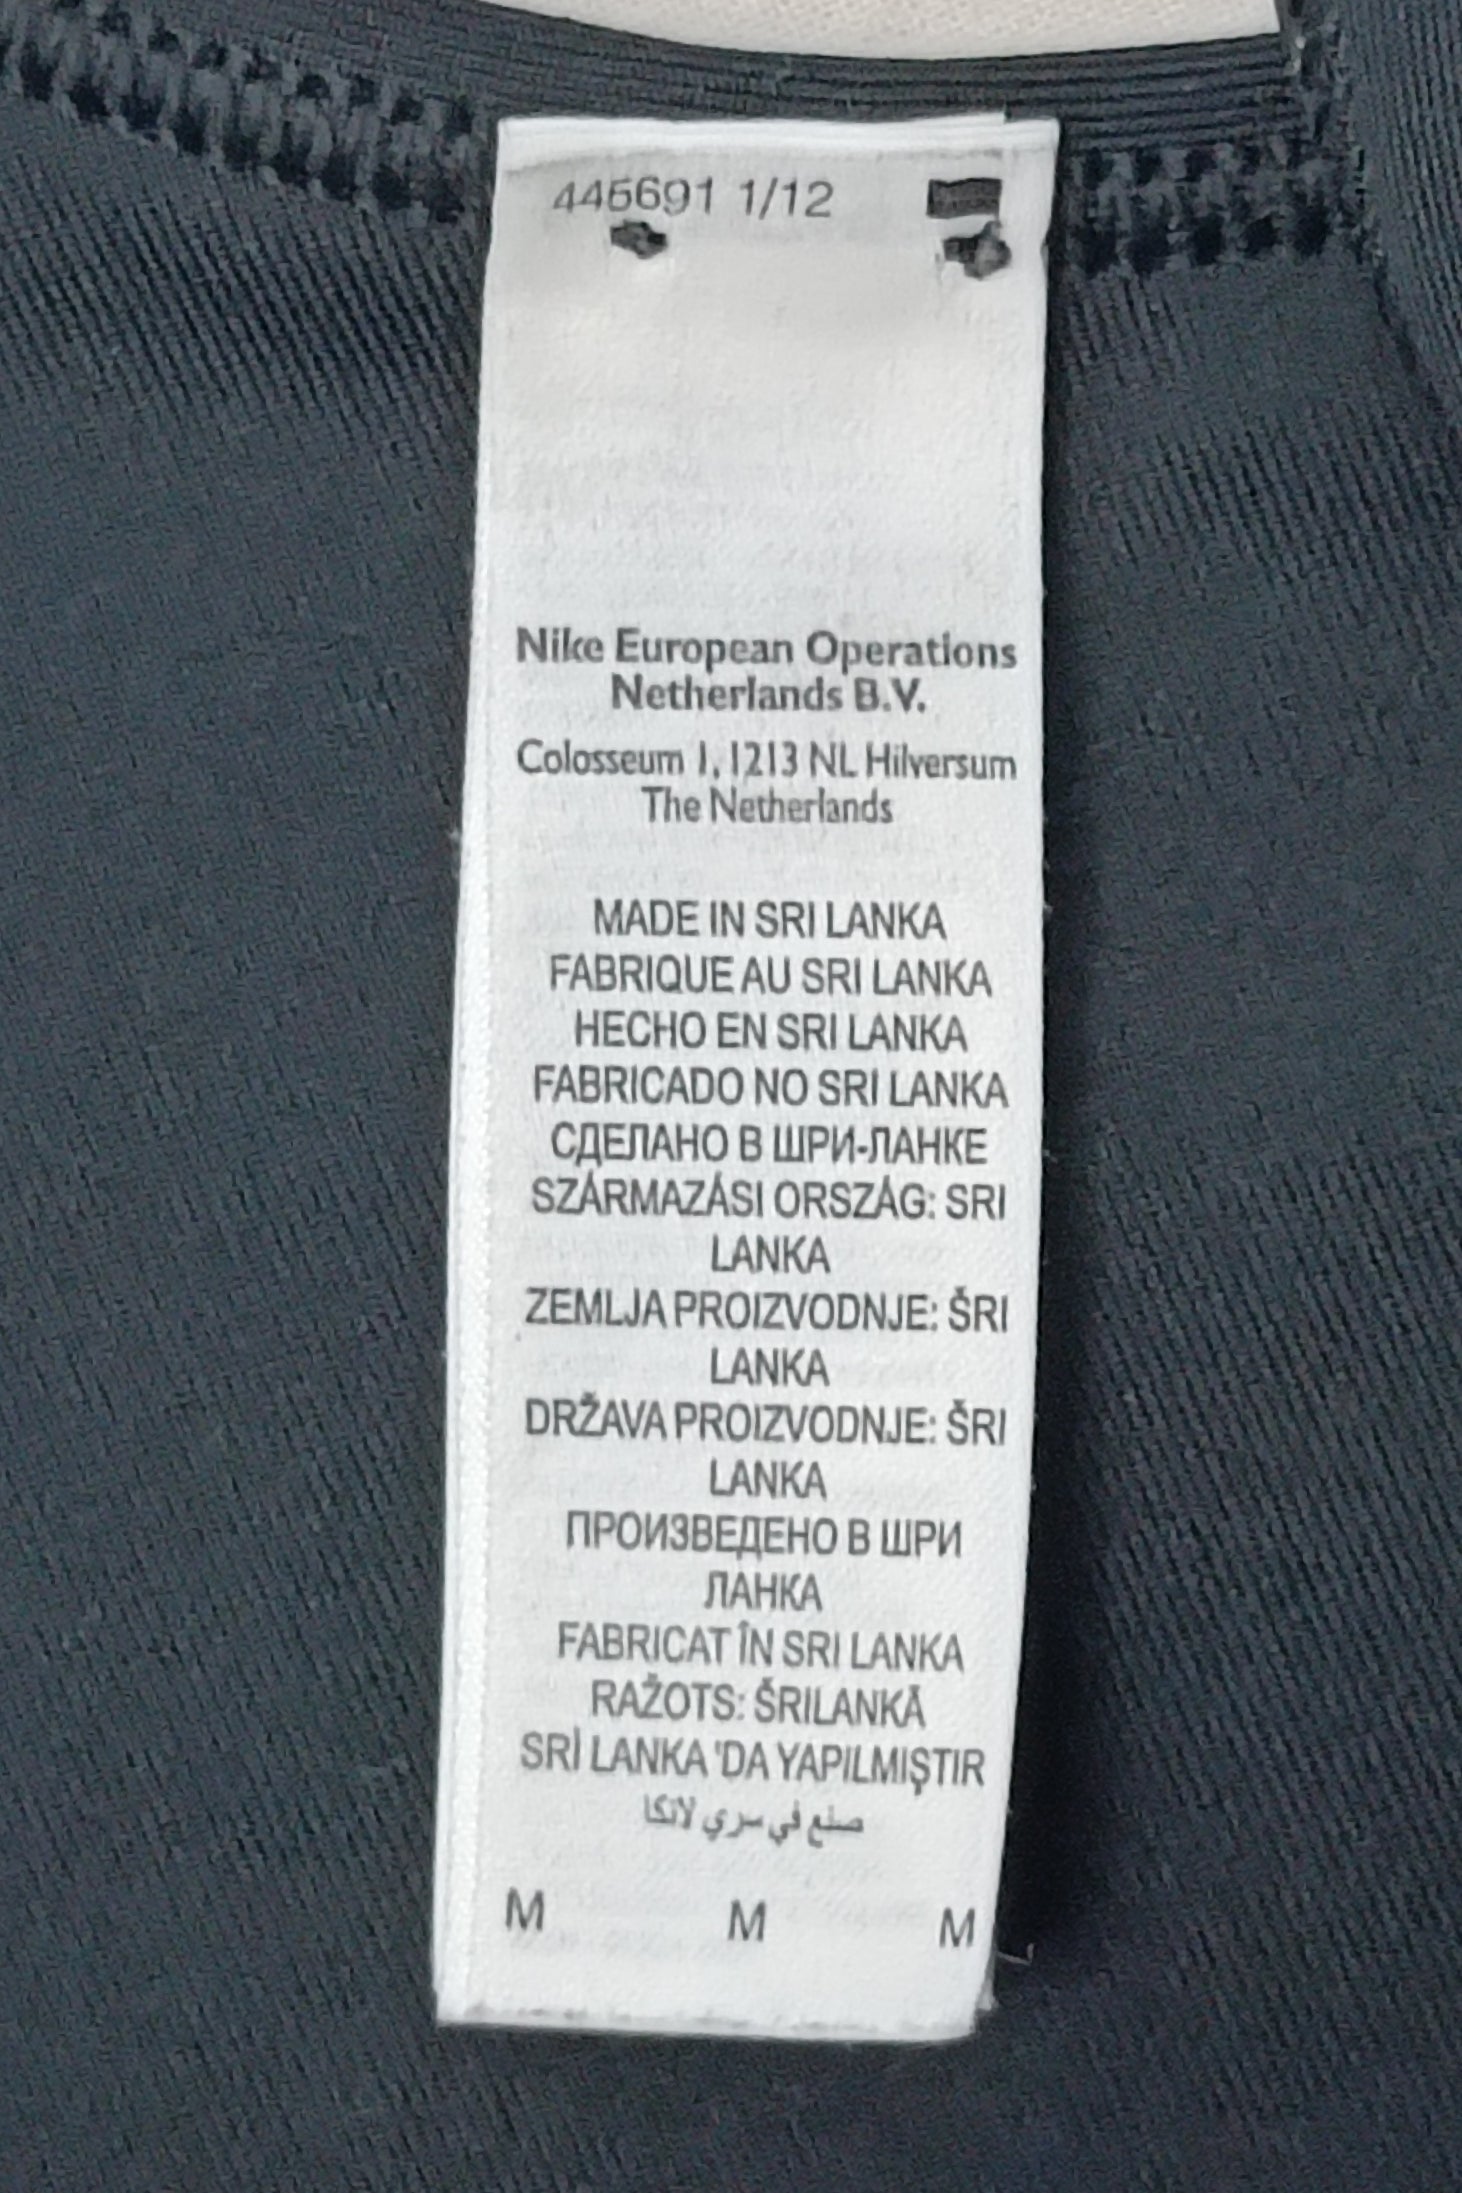 445691 1/12
Nike European Operations
Netherlands B.V.
Colosseum 1, 1213 NL Hilversum
The Netherlands
MADE IN SRI LANKA
FABRIQUE AU SRI LANKA
HECHO EN SRI LANKA
FABRICADO NO SRI LANKA
СДЕЛАНО В ШРИ-ЛАНКЕ
SZÁRMAZÁSI ORSZÁG: SRI
LANKA
ZEMLJA PROIZVODNJE: ŠRI
LANKA
DRŽAVA PROIZVODNJE: ŠRI
LANKA
ПРОИЗВЕДЕНО В ШРИ
ЛАНКА
FABRICAT ÎN SRI LANKA
RAŽOTS: ŠRILANKĀ
SRİ LANKA 'DA YAPILMIŞTIR
صنع في سري لانكا
M M M